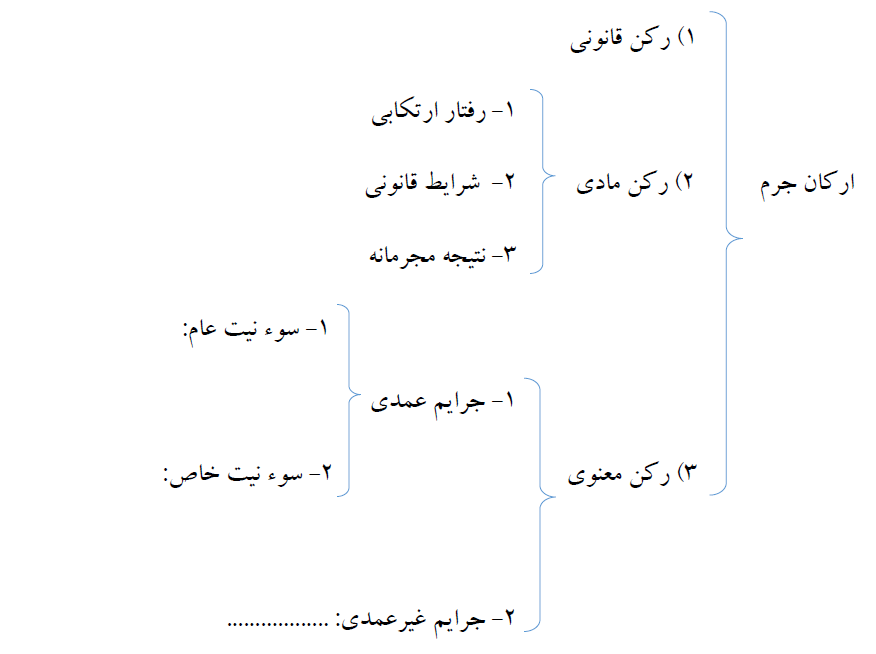 ۱) رکن قانونی
۱- رفتار ارتکابی
ارکان جرم
۲) رکن مادی
۲- شرایط قانونی
۳- نتیجه مجرمانه
۱- سوء نیت عام:
۱- جرایم عمدی
۳) رکن معنوی
۲- سوء نیت خاص:
۲- جرایم غیرعمدی: ..................